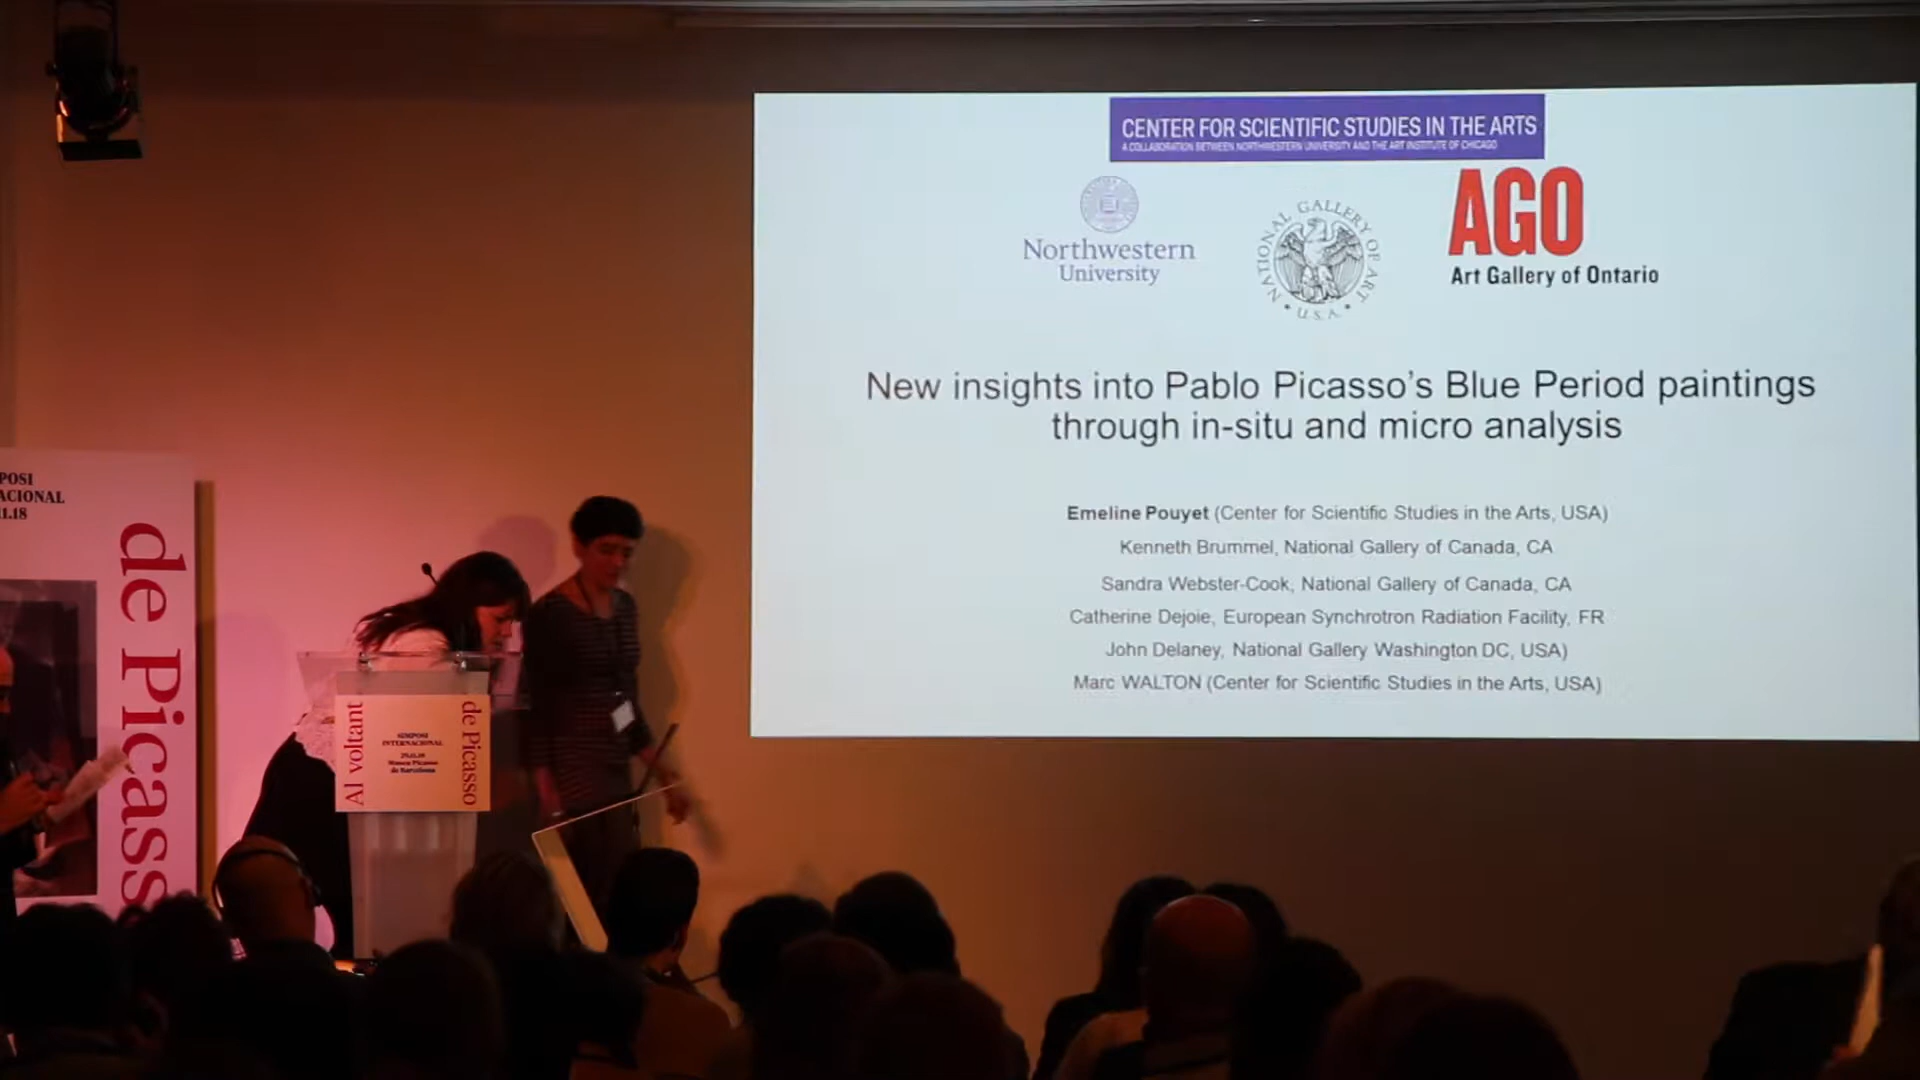 CENTER FOR SCIENTIFIC STUDIES IN THE ARTS
A COLLABORATION BETWEEN NORTHWESTERN UNIVERSITY AND THE ART INSTITUTE OF CHICAGO
Northwestern
University
NATIONAL GALLERY OF ART
U.S.A.
AGO
Art Gallery of Ontario
New insights into Pablo Picasso's Blue Period paintings
through in-situ and micro analysis
Emeline Pouyet (Center for Scientific Studies in the Arts, USA)
Kenneth Brummel, National Gallery of Canada, CA
Sandra Webster-Cook, National Gallery of Canada, CA
Catherine Dejoie, European Synchrotron Radiation Facility, FR
John Delaney, National Gallery Washington DC, USA)
Marc WALTON (Center for Scientific Studies in the Arts, USA)
POSI
ACIONAL
11.18
de Picass
Al voltant
SIMPOSI
INTERNACIONAL
Museu Picasso
de Barcelona
de Picasso